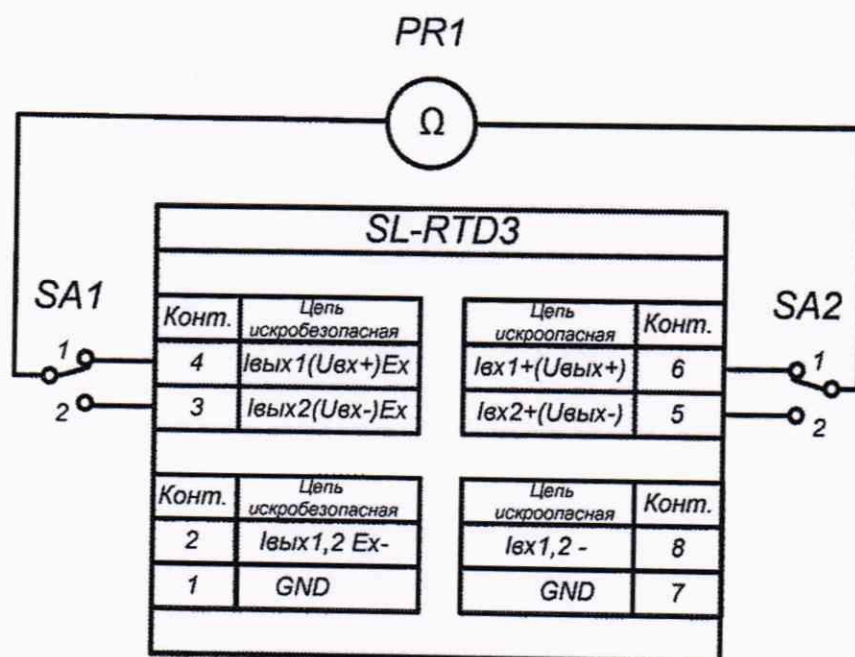 PR1
Ω
SL-RTD3
SA1
SA2
Конт.
Цепь
искробезопасная
Цепь
искроопасная
Конт.
1
4
Iвых1(Uвх+)Ex
Iвх1+(Uвых+)
6
1
2
3
Iвых2(Uвх-)Ex
Iвх2+(Uвых-)
5
2
Конт.
Цепь
искробезопасная
Цепь
искроопасная
Конт.
2
Iвых1,2 Ex-
Iвх1,2 -
8
1
GND
GND
7